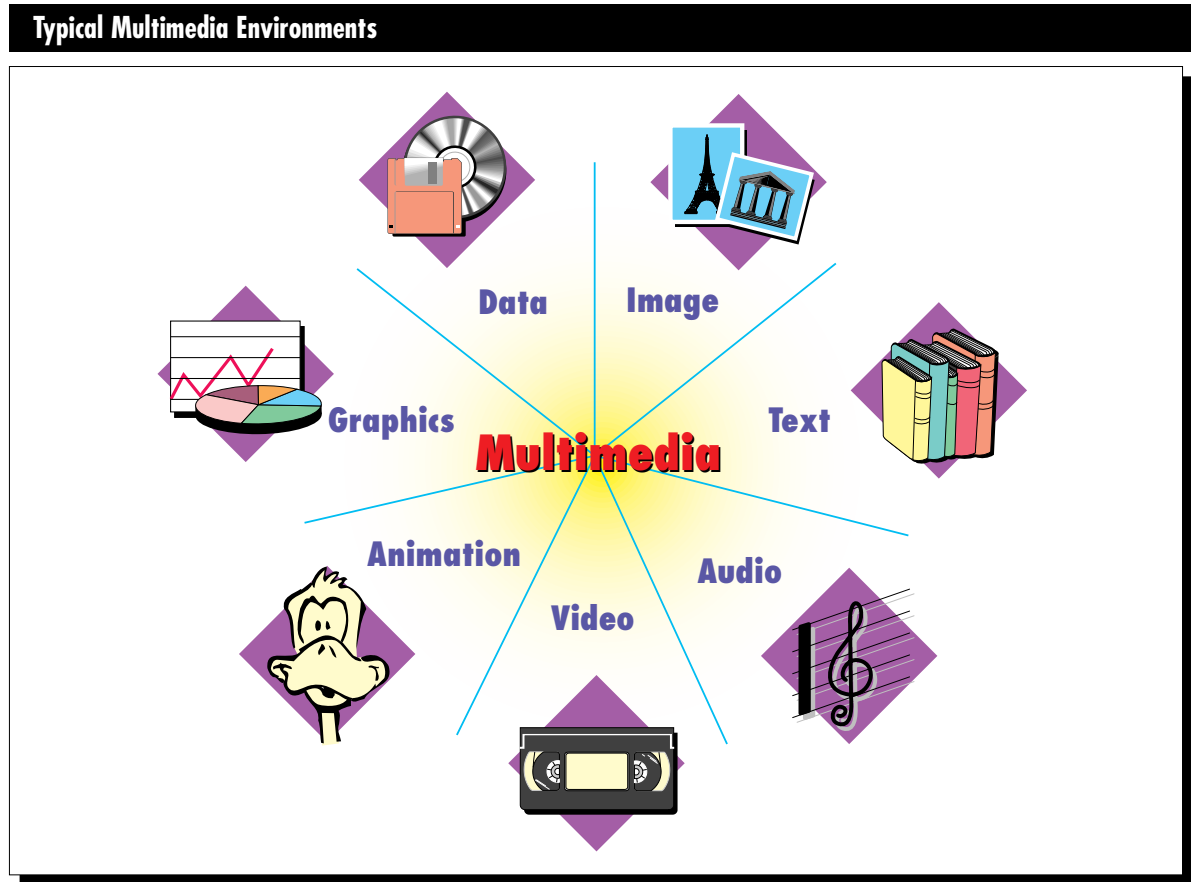 Typical Multimedia Environments
Data
Image
Graphics
Text
Multimedia
Animation
Audio
Video